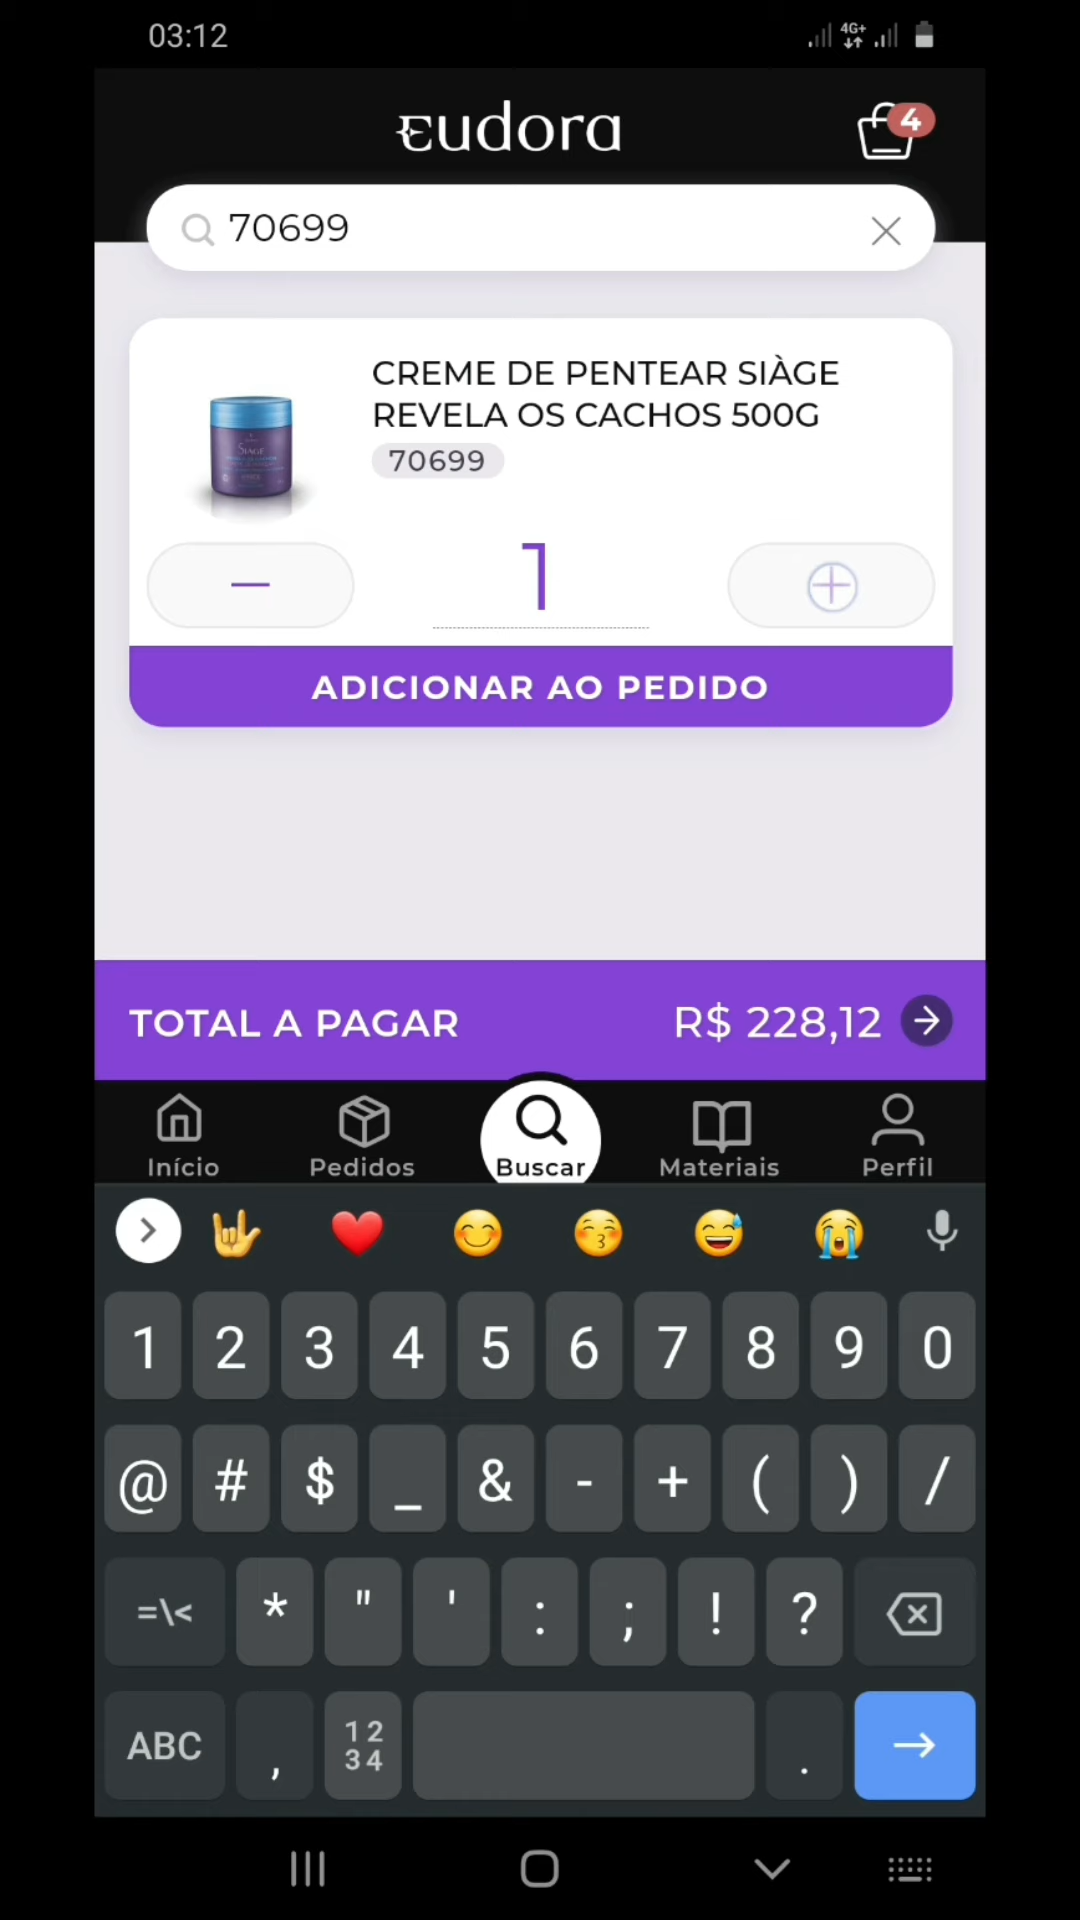 03:12
4G+
eudora
4
70699
CREME DE PENTEAR SIÀGE
REVELA OS CACHOS 500G
70699
SIÀGE
1
ADICIONAR AO PEDIDO
TOTAL A PAGAR R$ 228,12
Início Pedidos Buscar Materiais Perfil
1 2 3 4 5 6 7 8 9 0
@ # $ _ & - + ( ) /
=\< * " ' : ; ! ?
ABC , 12 34 .